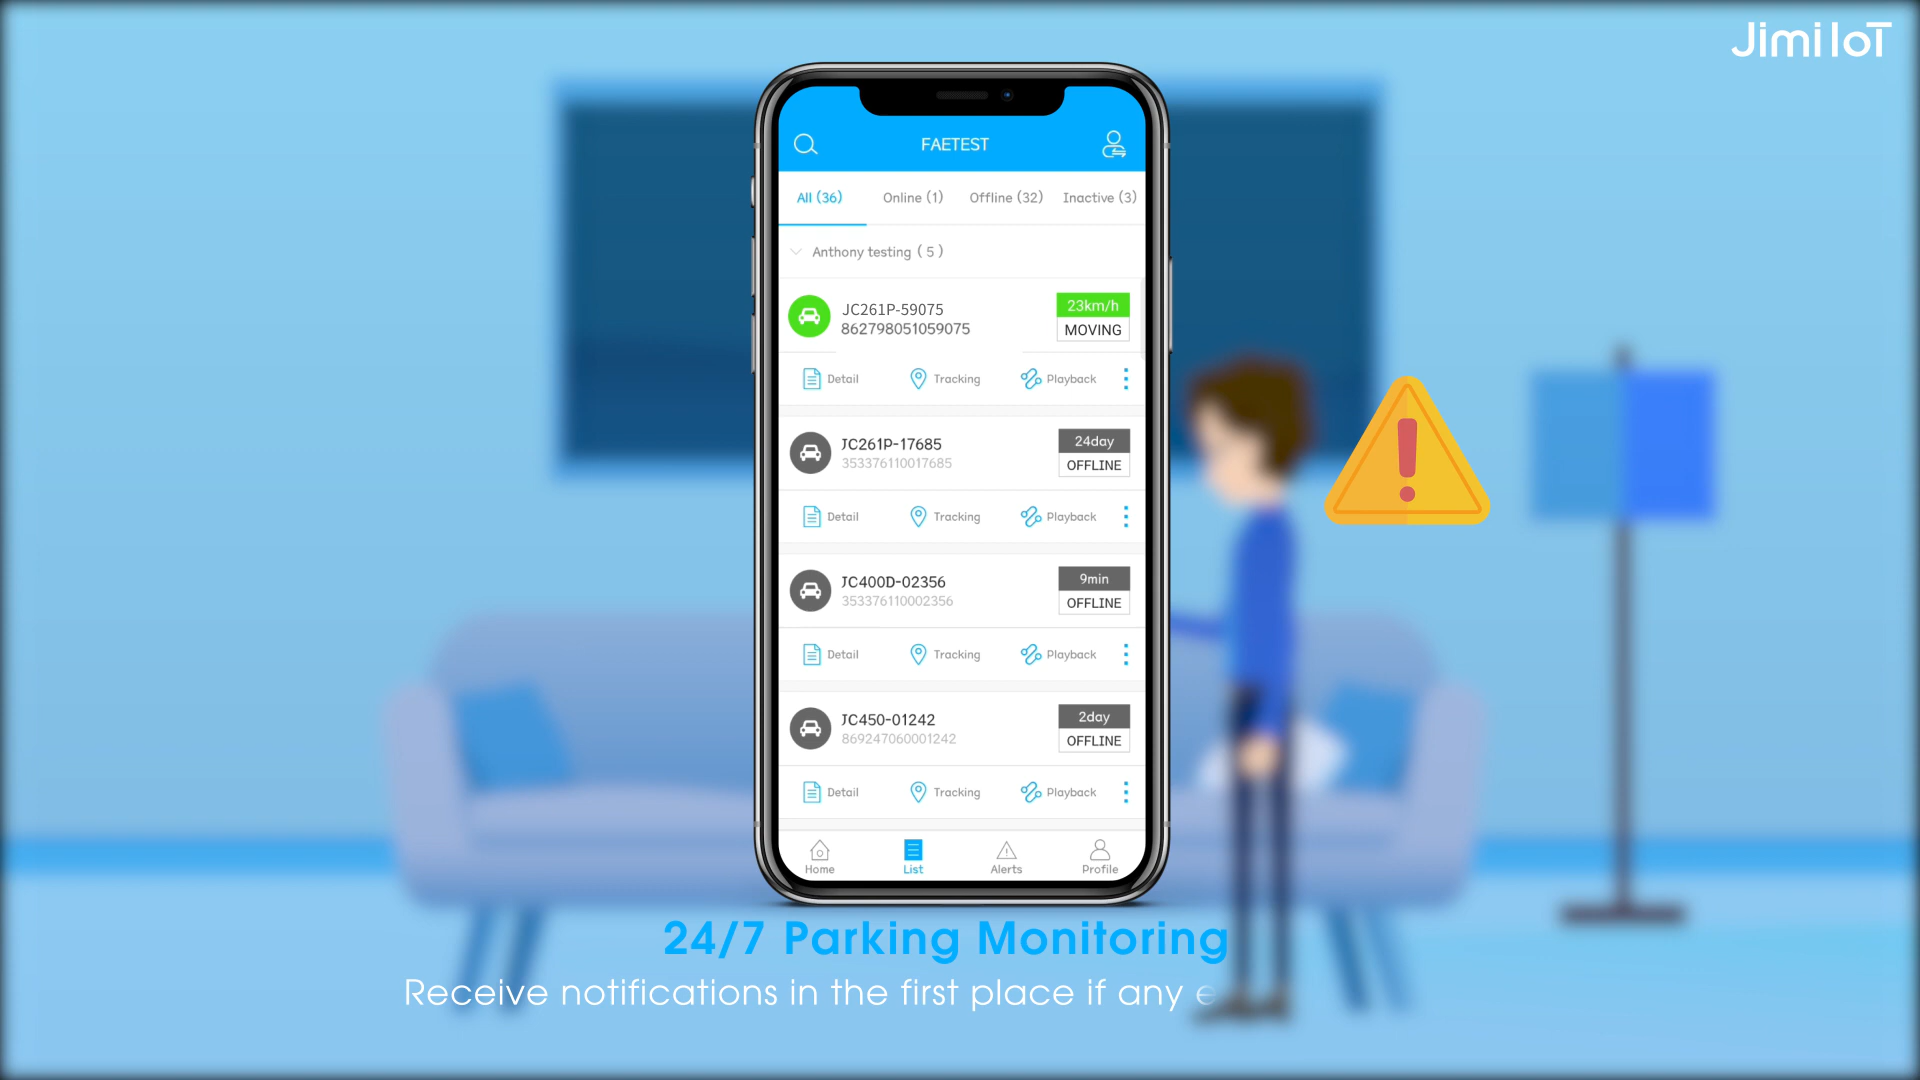 Jimi IoT
FAETEST
All (36) Online (1) Offline (32) Inactive (3)
Anthony testing ( 5 )
JC261P-59075
862798051059075
23km/h
MOVING
Detail Tracking Playback
JC261P-17685
353376110017685
24day
OFFLINE
Detail Tracking Playback
JC400D-02356
353376110002356
9min
OFFLINE
Detail Tracking Playback
JC450-01242
869247060001242
2day
OFFLINE
Detail Tracking Playback
Home List Alerts Profile
24/7 Parking Monitoring
Receive notifications in the first place if any e